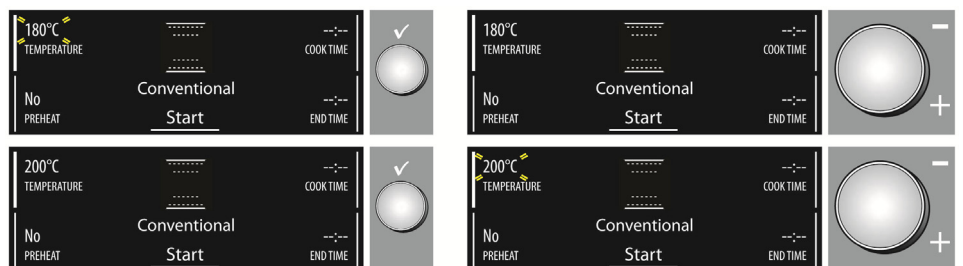 180°C
TEMPERATURE
--:--
COOK TIME
Conventional
No
PREHEAT
Start
--:--
END TIME
✓
180°C
TEMPERATURE
--:--
COOK TIME
Conventional
No
PREHEAT
Start
--:--
END TIME
-
+
200°C
TEMPERATURE
--:--
COOK TIME
Conventional
No
PREHEAT
Start
--:--
END TIME
✓
200°C
TEMPERATURE
--:--
COOK TIME
Conventional
No
PREHEAT
Start
--:--
END TIME
-
+